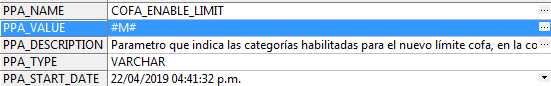 PPA_NAME COFA_ENABLE_LIMIT ...
PPA_VALUE #M# ...
PPA_DESCRIPTION Parametro que indica las categorías habilitadas para el nuevo límite cofa, en la co ...
PPA_TYPE VARCHAR
PPA_START_DATE 22/04/2019 04:41:32 p.m.